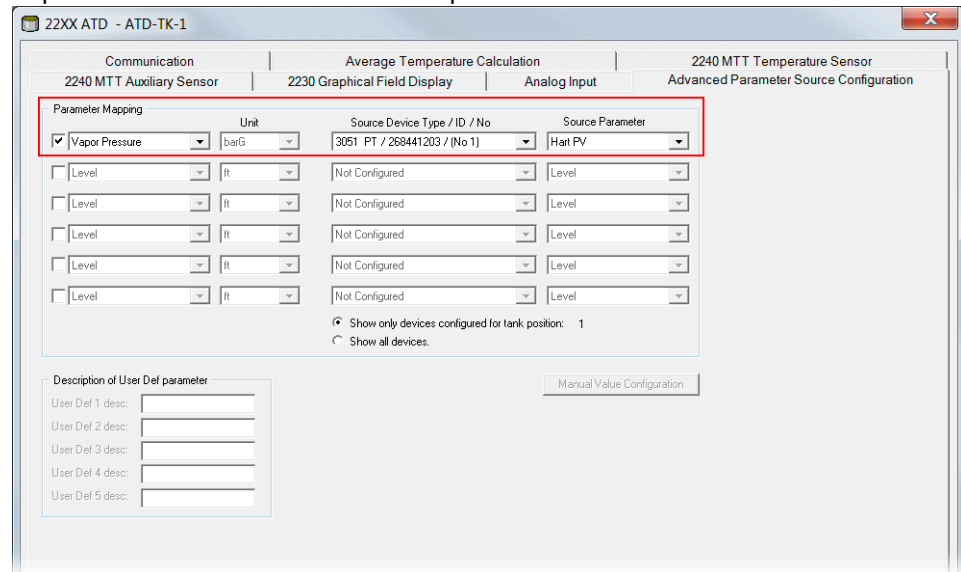 22XX ATD - ATD-TK-1
Communication Average Temperature Calculation 2240 MTT Temperature Sensor
2240 MTT Auxiliary Sensor 2230 Graphical Field Display Analog Input Advanced Parameter Source Configuration
Parameter Mapping
Unit Source Device Type / ID / No Source Parameter
Vapor Pressure barG 3051 PT / 268441203 / (No 1) Hart PV
Level ft Not Configured Level
Level ft Not Configured Level
Level ft Not Configured Level
Level ft Not Configured Level
Level ft Not Configured Level
Show only devices configured for tank position: 1
Show all devices.
Description of User Def parameter Manual Value Configuration
User Def 1 desc:
User Def 2 desc:
User Def 3 desc:
User Def 4 desc:
User Def 5 desc: